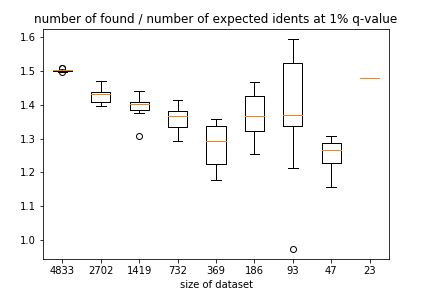 number of found / number of expected idents at 1% q-value
1.6
1.5
1.4
1.3
1.2
1.1
1.0
4833 2702 1419 732 369 186 93 47 23
size of dataset